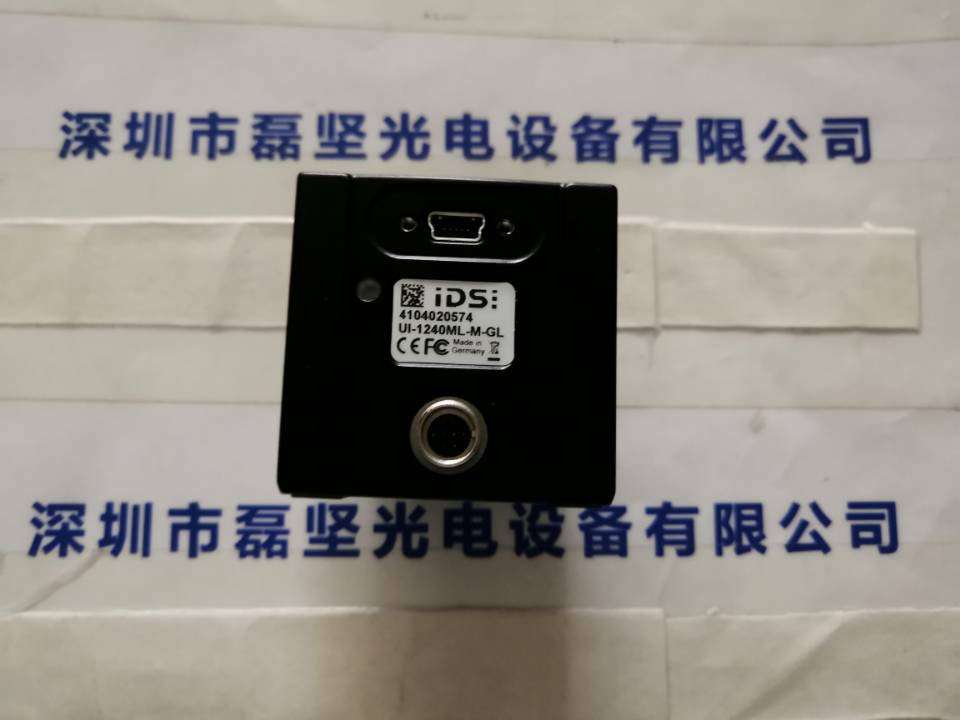 深圳市磊坚光电设备有限公司
iDS:
4104020574
UI-1240ML-M-GL
CE FC Made in
Germany
深圳市磊坚光电设备有限公司